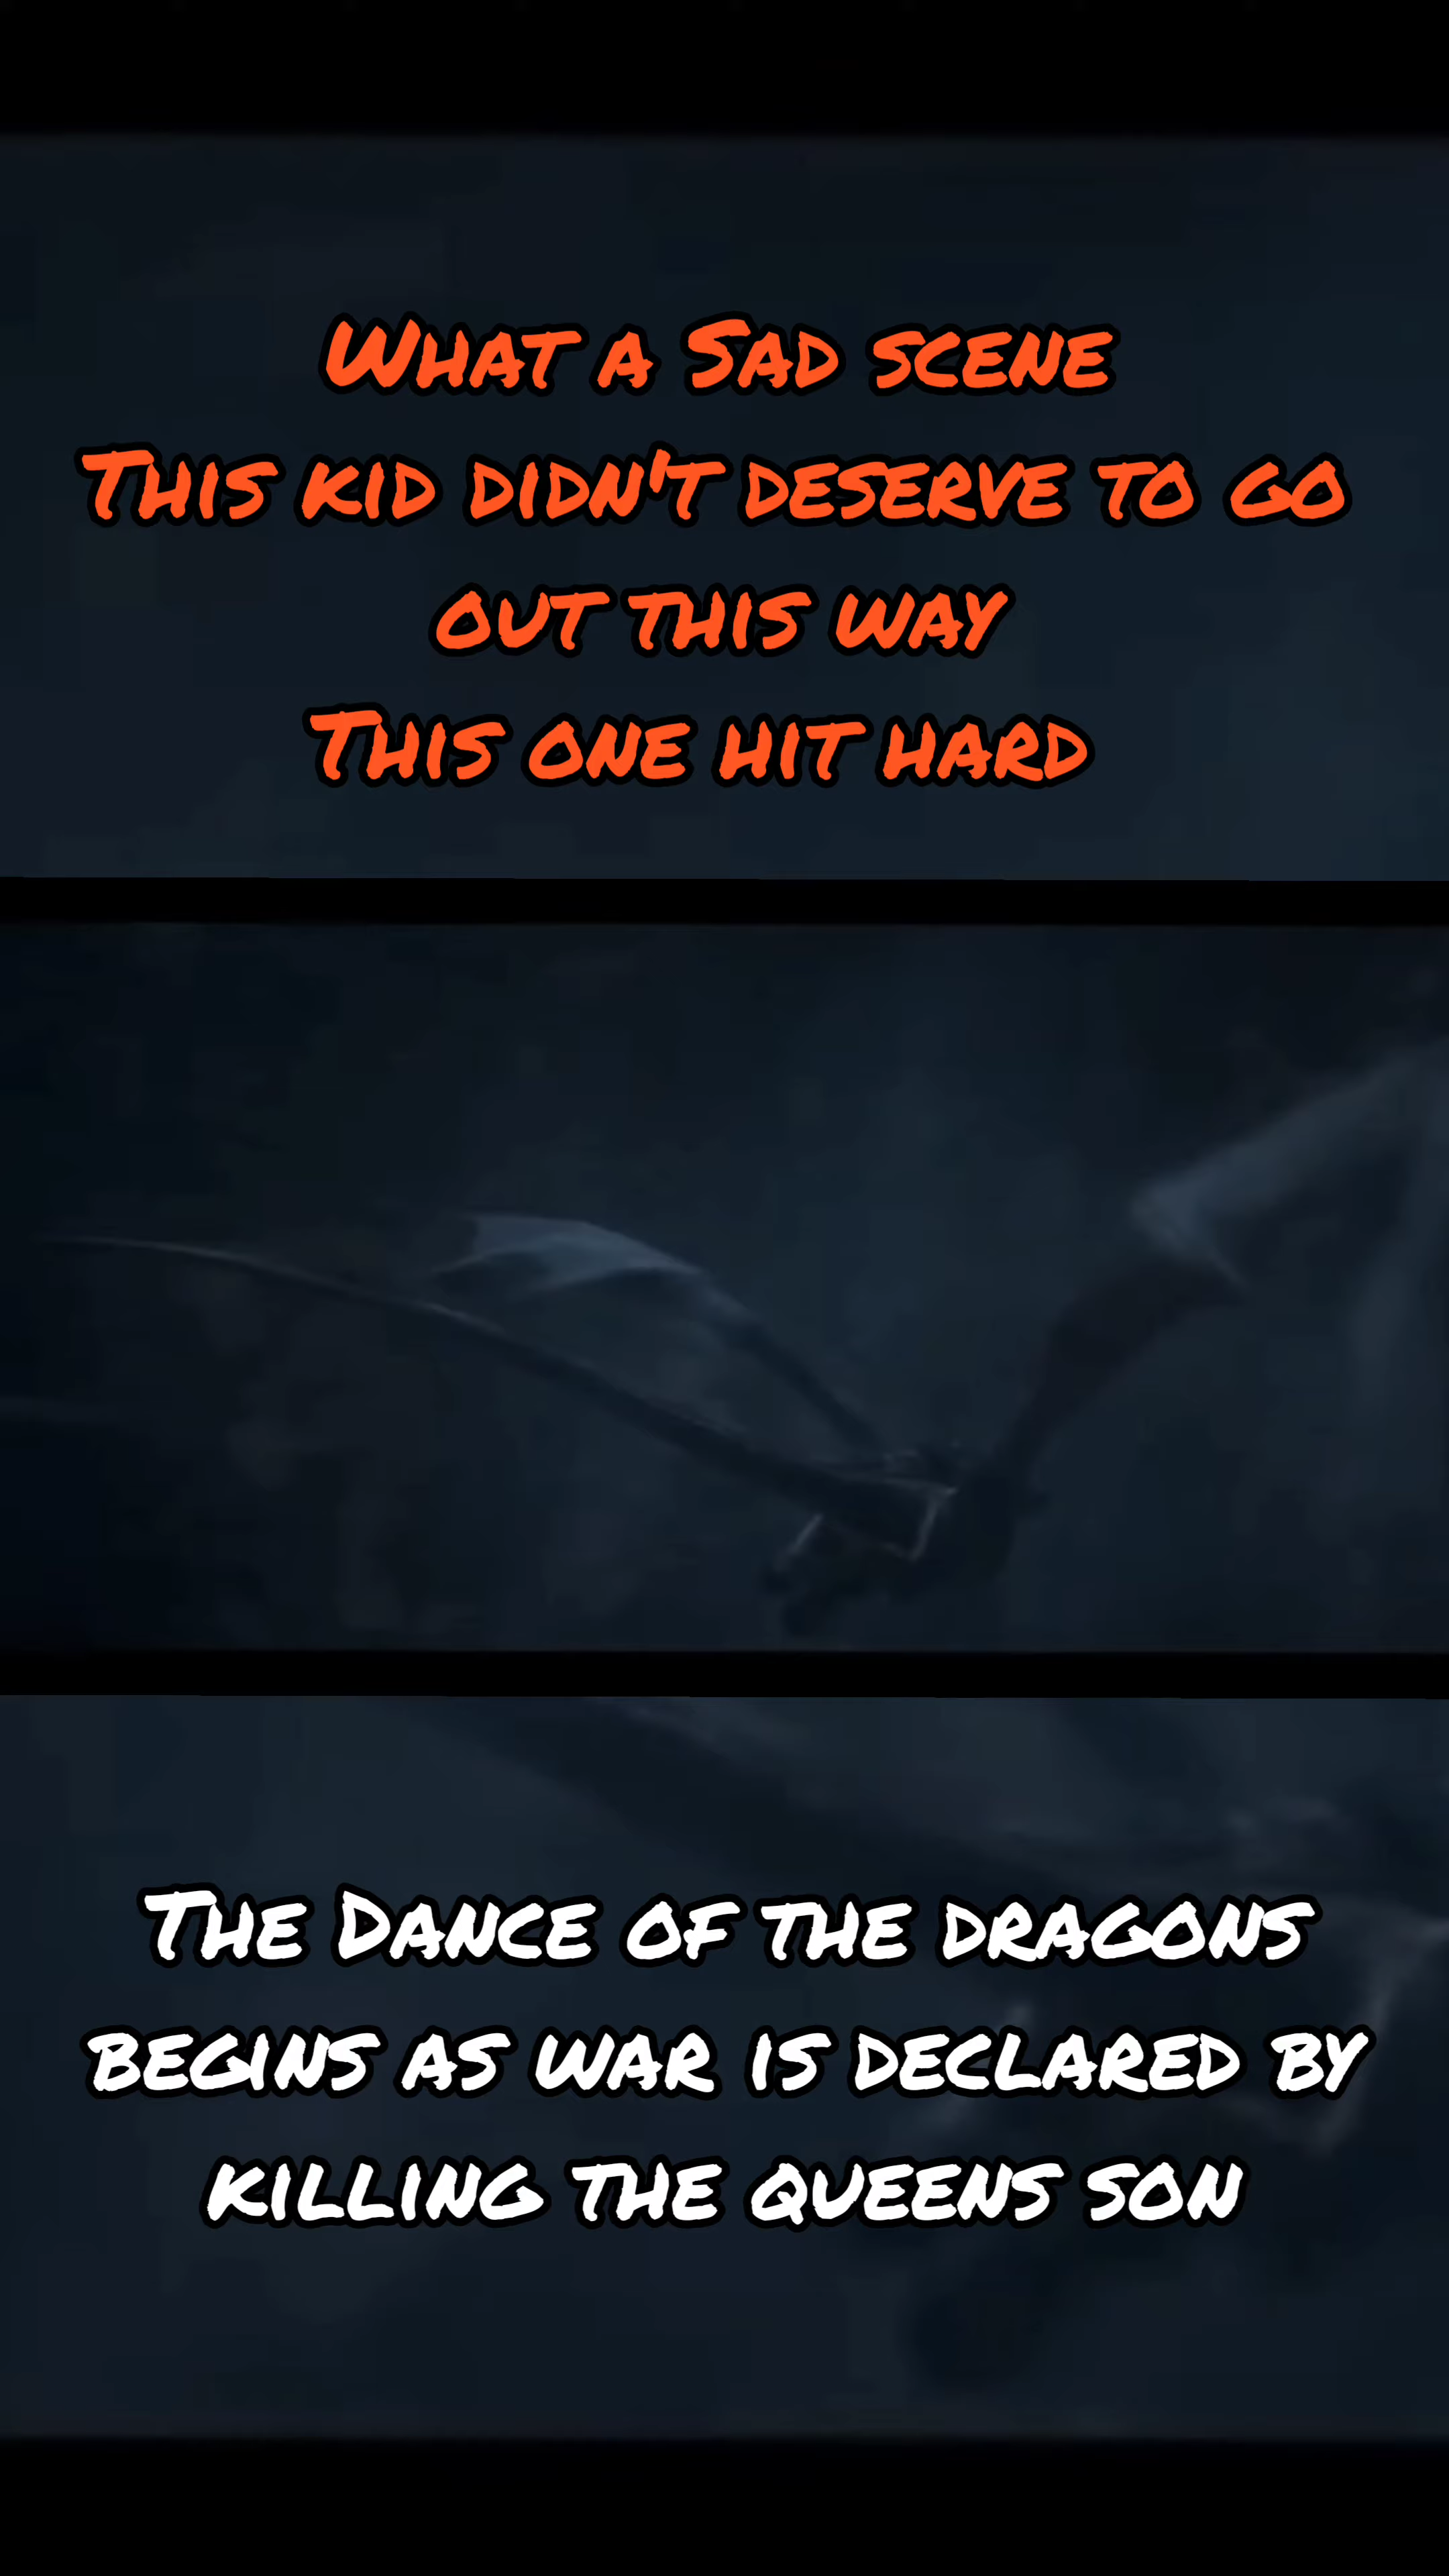 What a Sad scene
This kid didn't deserve to go
out this way
This one hit hard
The Dance of the dragons
begins as war is declared by
killing the queens son